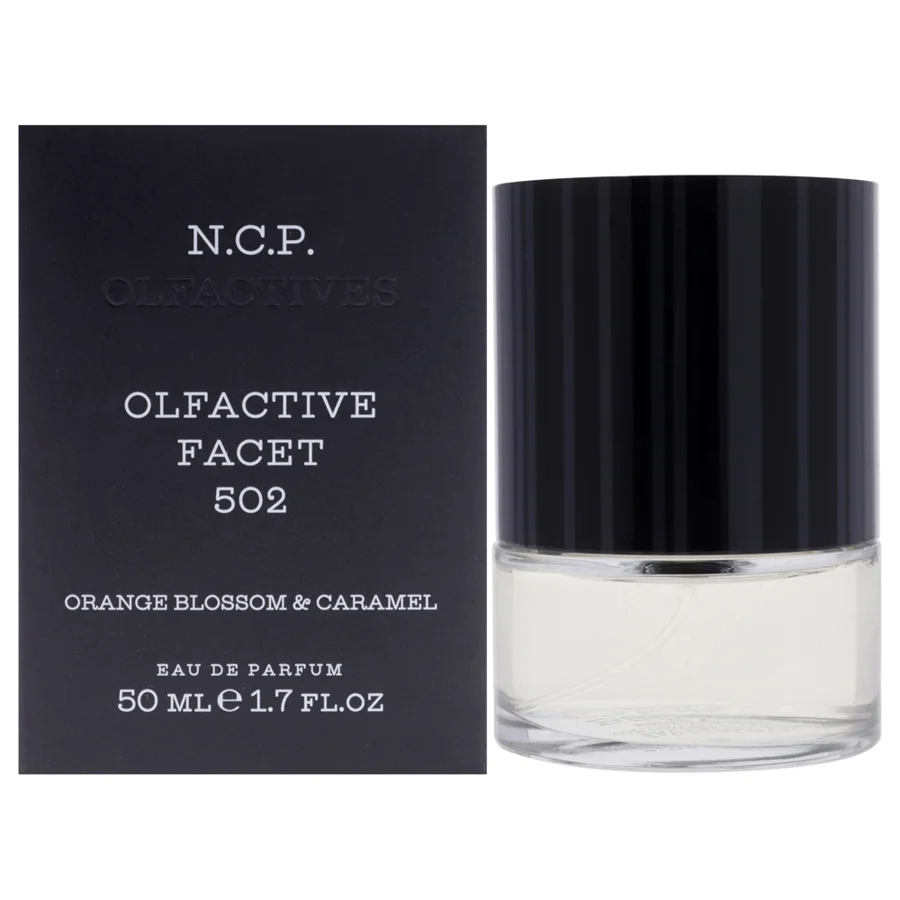 N.C.P.
OLFACTIVES
OLFACTIVE
FACET
502
ORANGE BLOSSOM & CARAMEL
EAU DE PARFUM
50 ML ℮ 1.7 FL.OZ